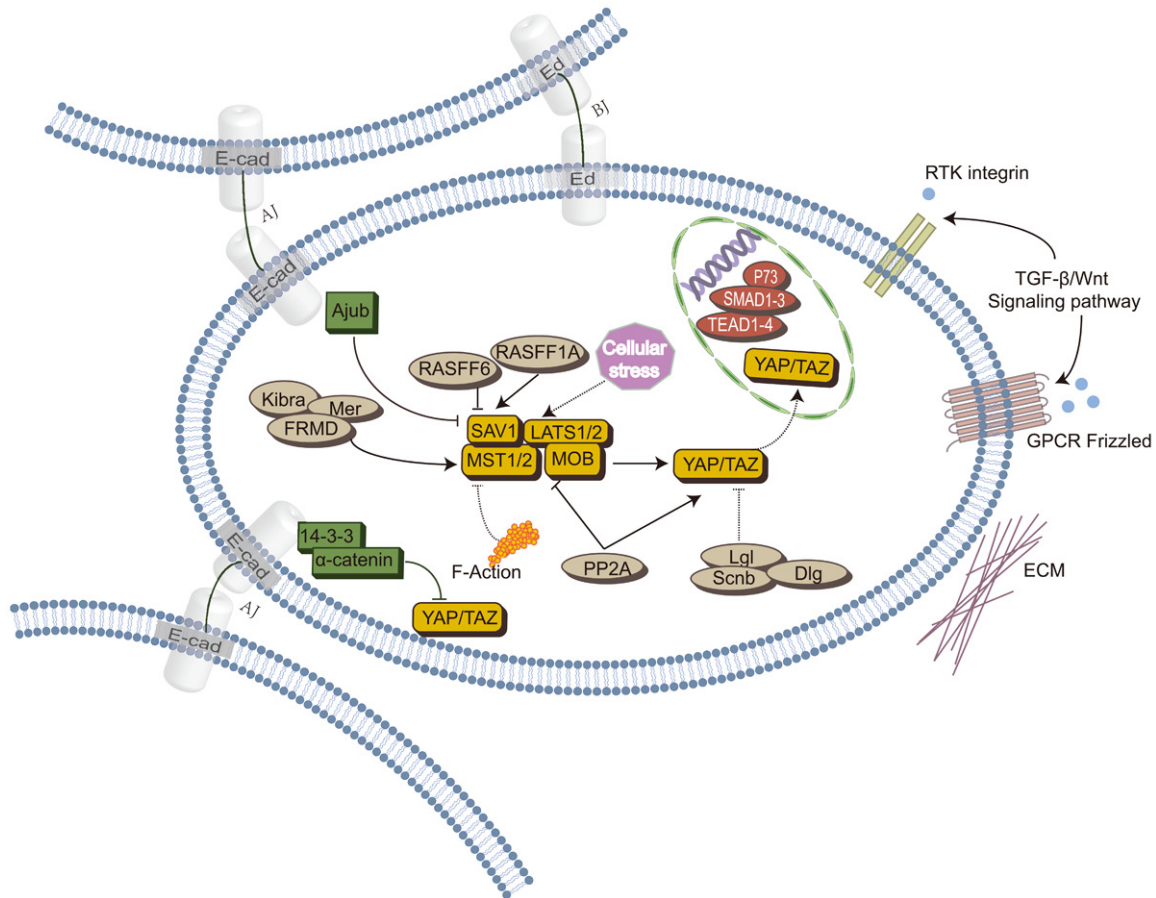 Ed
BJ
E-cad
Ed
AJ
E-cad
RTK integrin
TGF-β/Wnt
Signaling pathway
P73
SMAD1-3
TEAD1-4
YAP/TAZ
Ajub
RASFF6
RASFF1A
Cellular
stress
Kibra
Mer
FRMD
SAV1
LATS1/2
MST1/2
MOB
YAP/TAZ
GPCR Frizzled
14-3-3
α-catenin
YAP/TAZ
F-Action
PP2A
Lgl
Scnb
Dlg
ECM
E-cad
AJ
E-cad